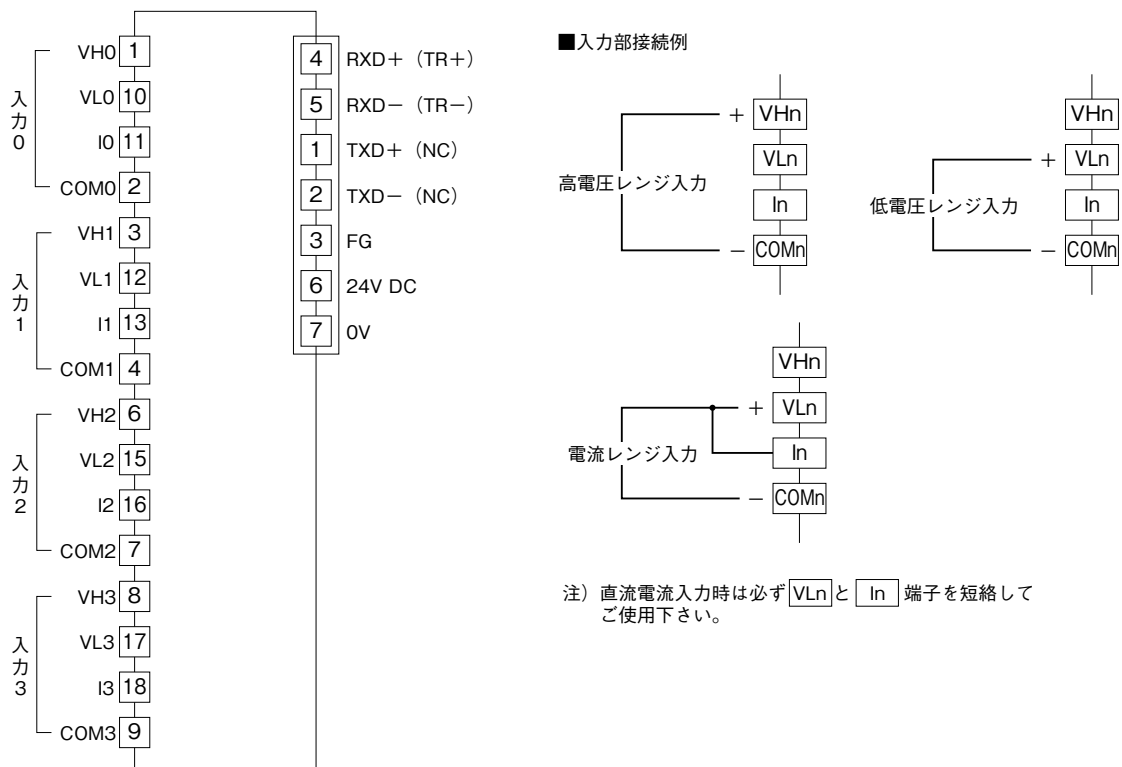 入力0
VH0 1
VL0 10
I0 11
COM0 2
入力1
VH1 3
VL1 12
I1 13
COM1 4
入力2
VH2 6
VL2 15
I2 16
COM2 7
入力3
VH3 8
VL3 17
I3 18
COM3 9
4 RXD＋（TR＋）
5 RXD－（TR－）
1 TXD＋（NC）
2 TXD－（NC）
3 FG
6 24V DC
7 0V
■入力部接続例
高電圧レンジ入力
＋ VHn
VLn
In
－ COMn
低電圧レンジ入力
VHn
＋ VLn
In
－ COMn
電流レンジ入力
VHn
＋ VLn
In
－ COMn
注）直流電流入力時は必ず VLn と In 端子を短絡して
ご使用下さい。